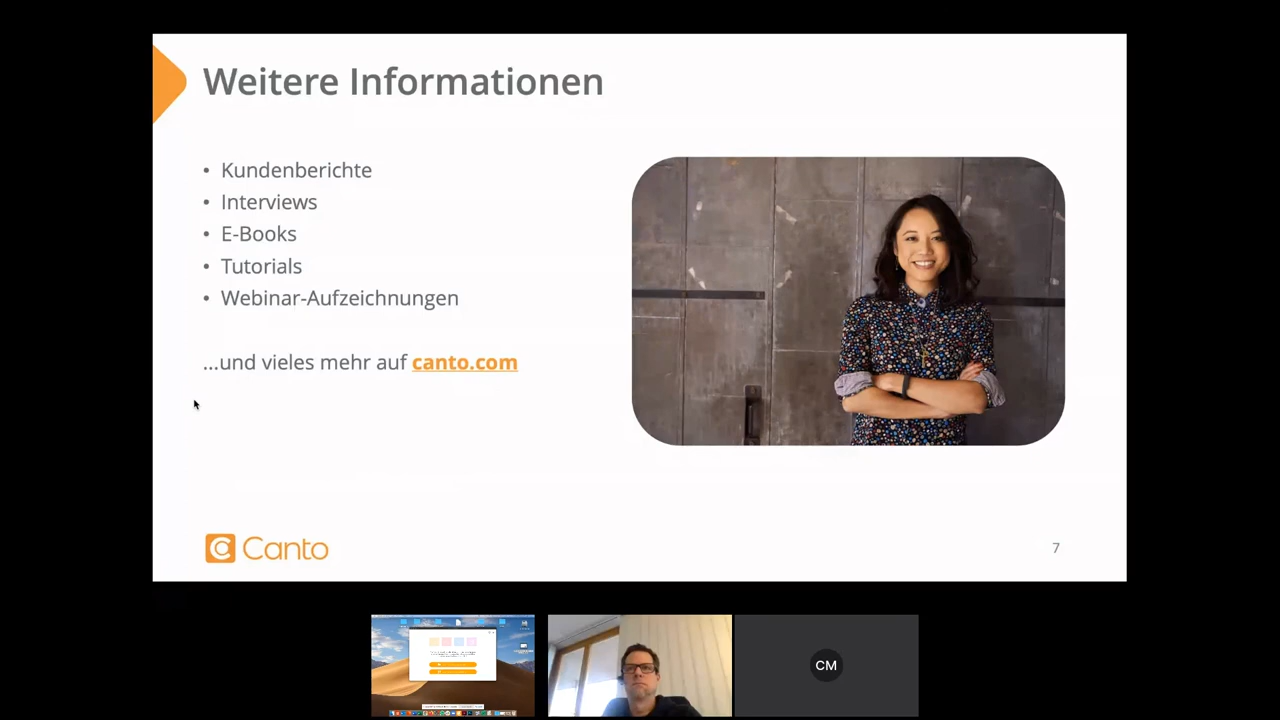 Weitere Informationen
• Kundenberichte
• Interviews
• E-Books
• Tutorials
• Webinar-Aufzeichnungen
...und vieles mehr auf canto.com
Canto
7
CM